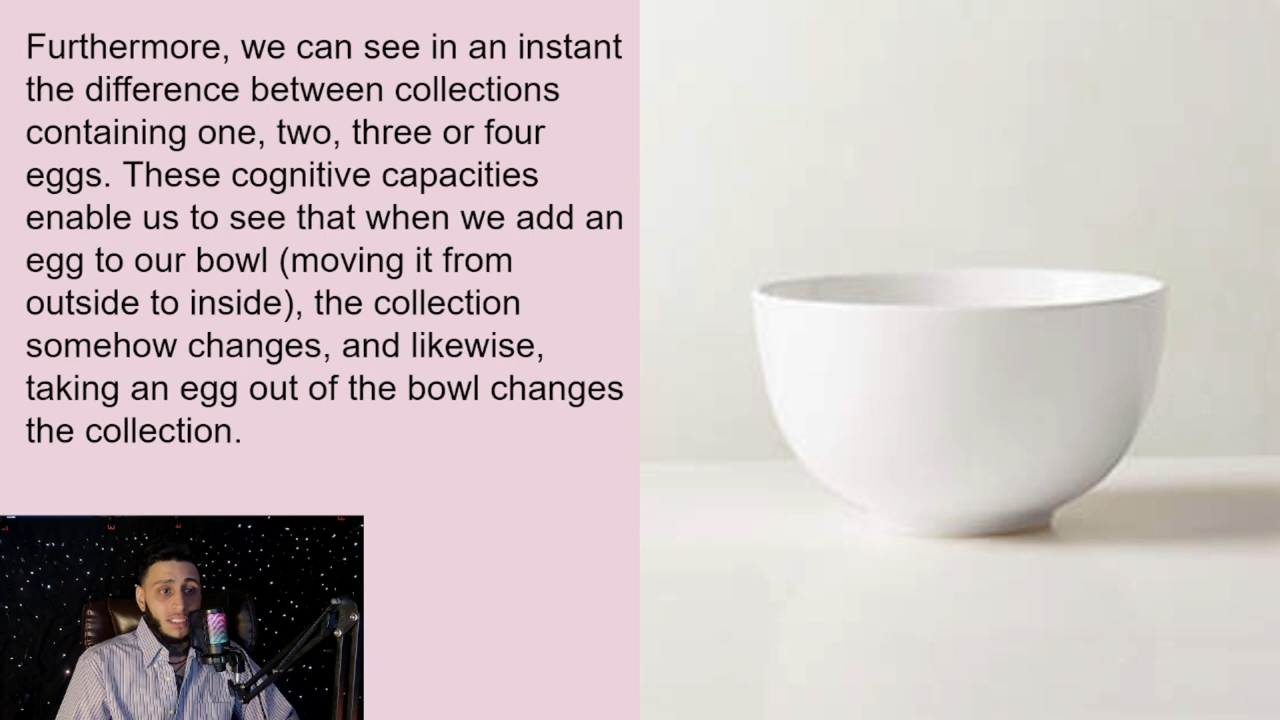 Furthermore, we can see in an instant
the difference between collections
containing one, two, three or four
eggs. These cognitive capacities
enable us to see that when we add an
egg to our bowl (moving it from
outside to inside), the collection
somehow changes, and likewise,
taking an egg out of the bowl changes
the collection.